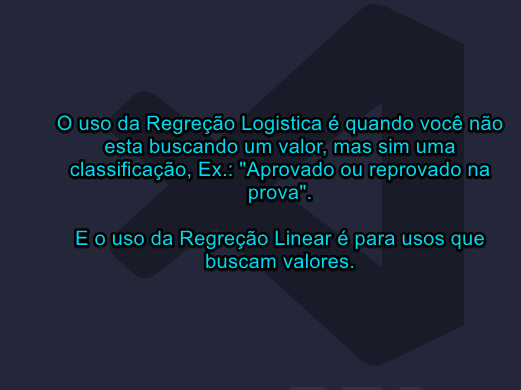 O uso da Regreção Logistica é quando você não
esta buscando um valor, mas sim uma
classificação, Ex.: "Aprovado ou reprovado na
prova".
E o uso da Regreção Linear é para usos que
buscam valores.